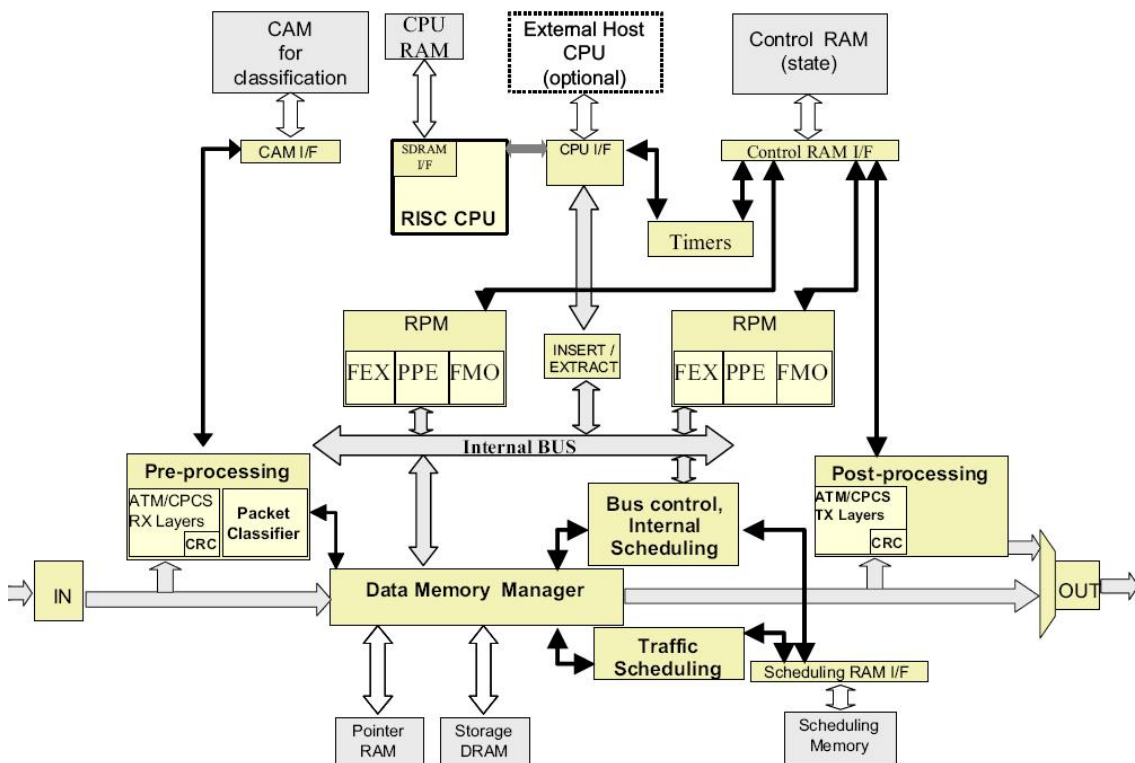 CAM
for
classification
CPU
RAM
External Host
CPU
(optional)
Control RAM
(state)
CAM I/F
SDRAM
I/F
RISC CPU
CPU I/F
Control RAM I/F
Timers
RPM
FEX PPE FMO
INSERT /
EXTRACT
RPM
FEX PPE FMO
Internal BUS
Pre-processing
ATM/CPCS
RX Layers
CRC
Packet
Classifier
Bus control,
Internal
Scheduling
Post-processing
ATM/CPCS
TX Layers
CRC
IN
Data Memory Manager
OUT
Traffic
Scheduling
Scheduling RAM I/F
Pointer
RAM
Storage
DRAM
Scheduling
Memory